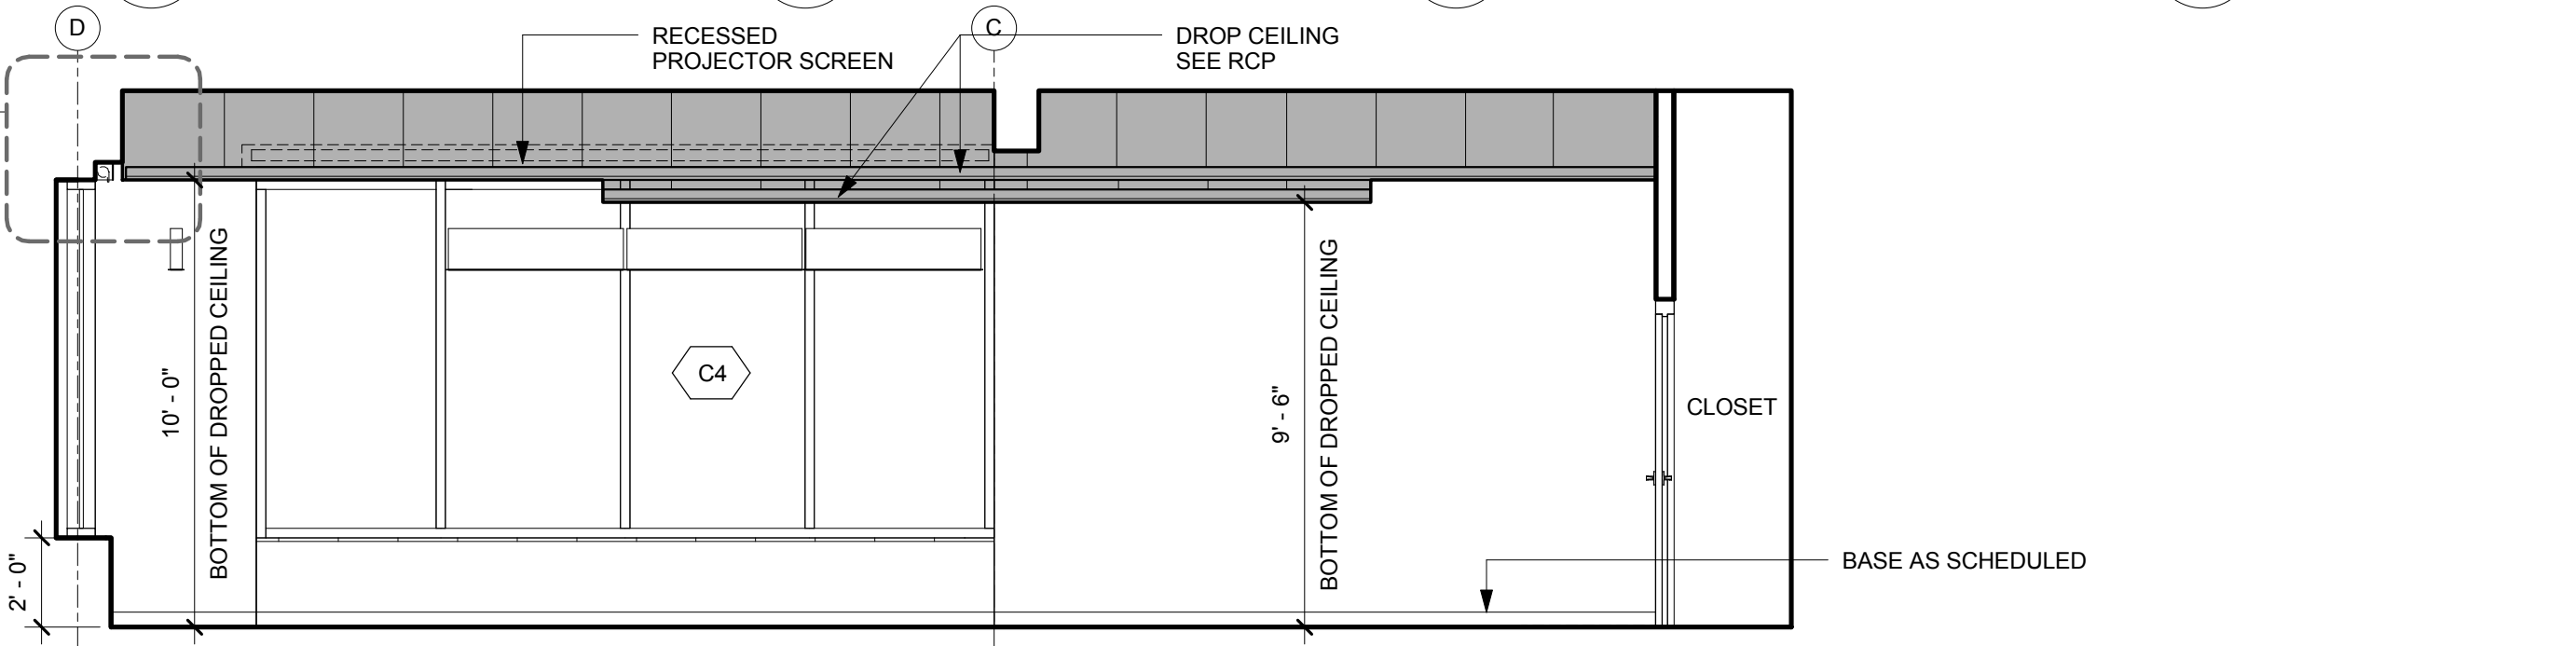 D
RECESSED
PROJECTOR SCREEN
C
DROP CEILING
SEE RCP
10' - 0"
BOTTOM OF DROPPED CEILING
C4
9' - 6"
BOTTOM OF DROPPED CEILING
CLOSET
2' - 0"
BASE AS SCHEDULED